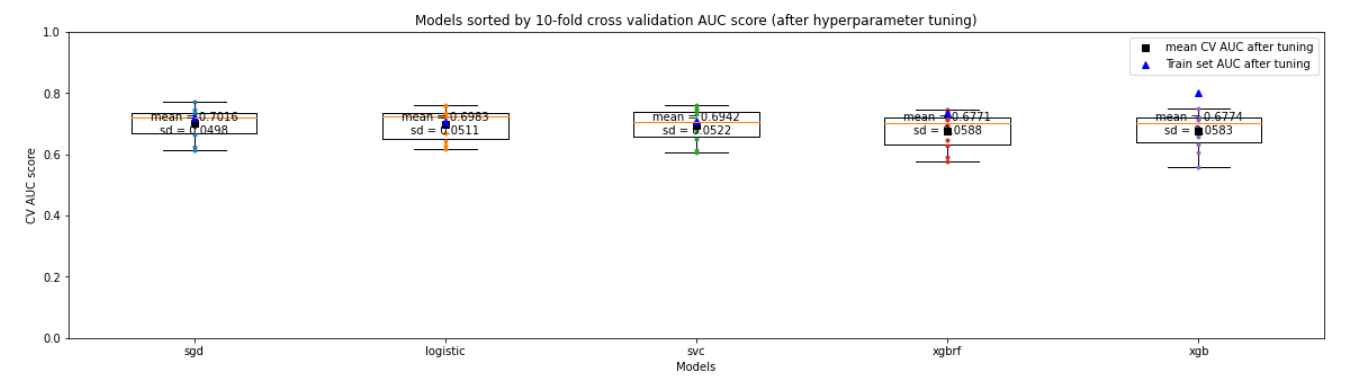 Models sorted by 10-fold cross validation AUC score (after hyperparameter tuning)
1.0
0.8
0.6
0.4
0.2
0.0
CV AUC score
mean CV AUC after tuning
Train set AUC after tuning
mean = 0.7016
sd = 0.0498
mean = 0.6983
sd = 0.0511
mean = 0.6942
sd = 0.0522
mean = 0.6771
sd = 0.0588
mean = 0.6774
sd = 0.0583
sgd
logistic
svc
xgbrf
xgb
Models